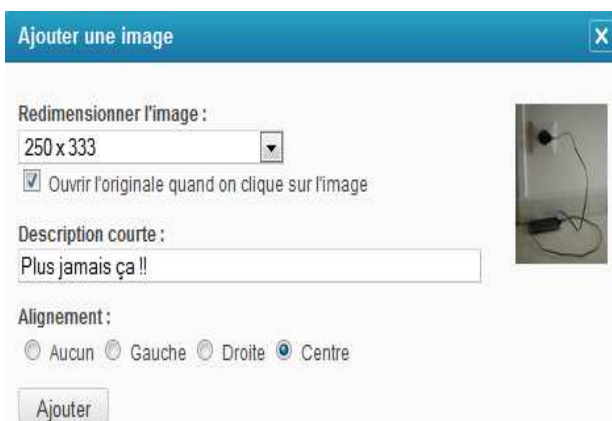 Ajouter une image X
Redimensionner l'image :
250 x 333
Ouvrir l'originale quand on clique sur l'image
Description courte :
Plus jamais ça !!
Alignement :
Aucun Gauche Droite Centre
Ajouter